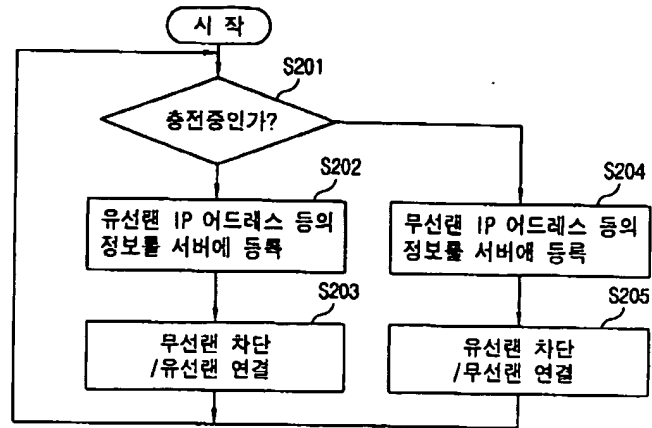 시 작
S201
충전중인가?
S202
유선랜 IP 어드레스 등의
정보를 서버에 등록
S204
무선랜 IP 어드레스 등의
정보를 서버에 등록
S203
무선랜 차단
/유선랜 연결
S205
유선랜 차단
/무선랜 연결